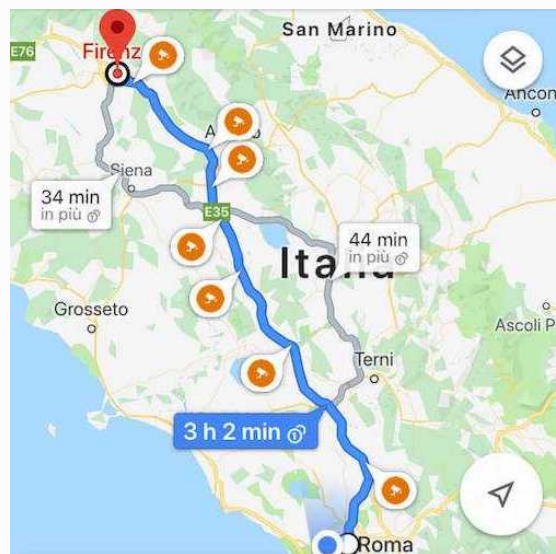 San Marino
E76
Firenz
Ancon
A
Siena
34 min
in più
E35
44 min
in più
Italia
Grosseto
Ascoli P
Terni
3 h 2 min
Roma